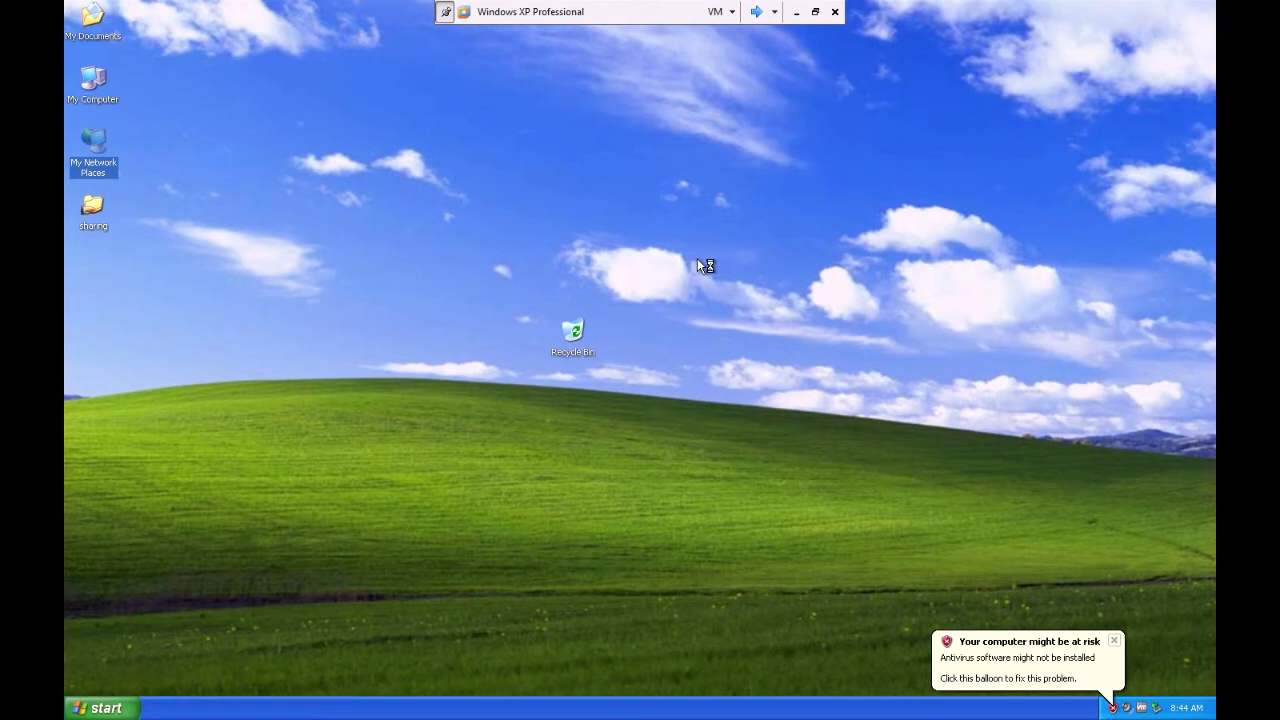 Windows XP Professional
VM
My Documents
My Computer
My Network
Places
sharing
Recycle Bin
Your computer might be at risk
Antivirus software might not be installed
Click this balloon to fix this problem.
start
8:44 AM